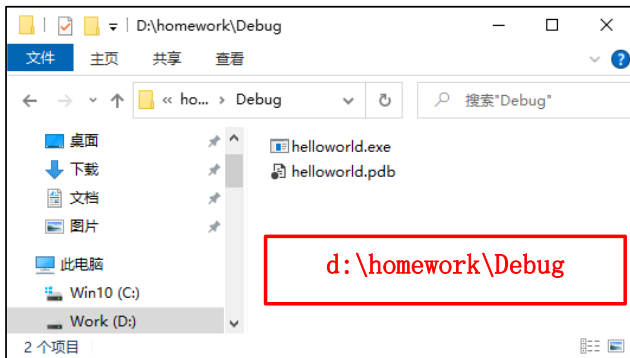 D:\homework\Debug
文件 主页 共享 查看
« ho... › Debug
搜索"Debug"
桌面
下载
文档
图片
此电脑
Win10 (C:)
Work (D:)
helloworld.exe
helloworld.pdb
d:\homework\Debug
2 个项目